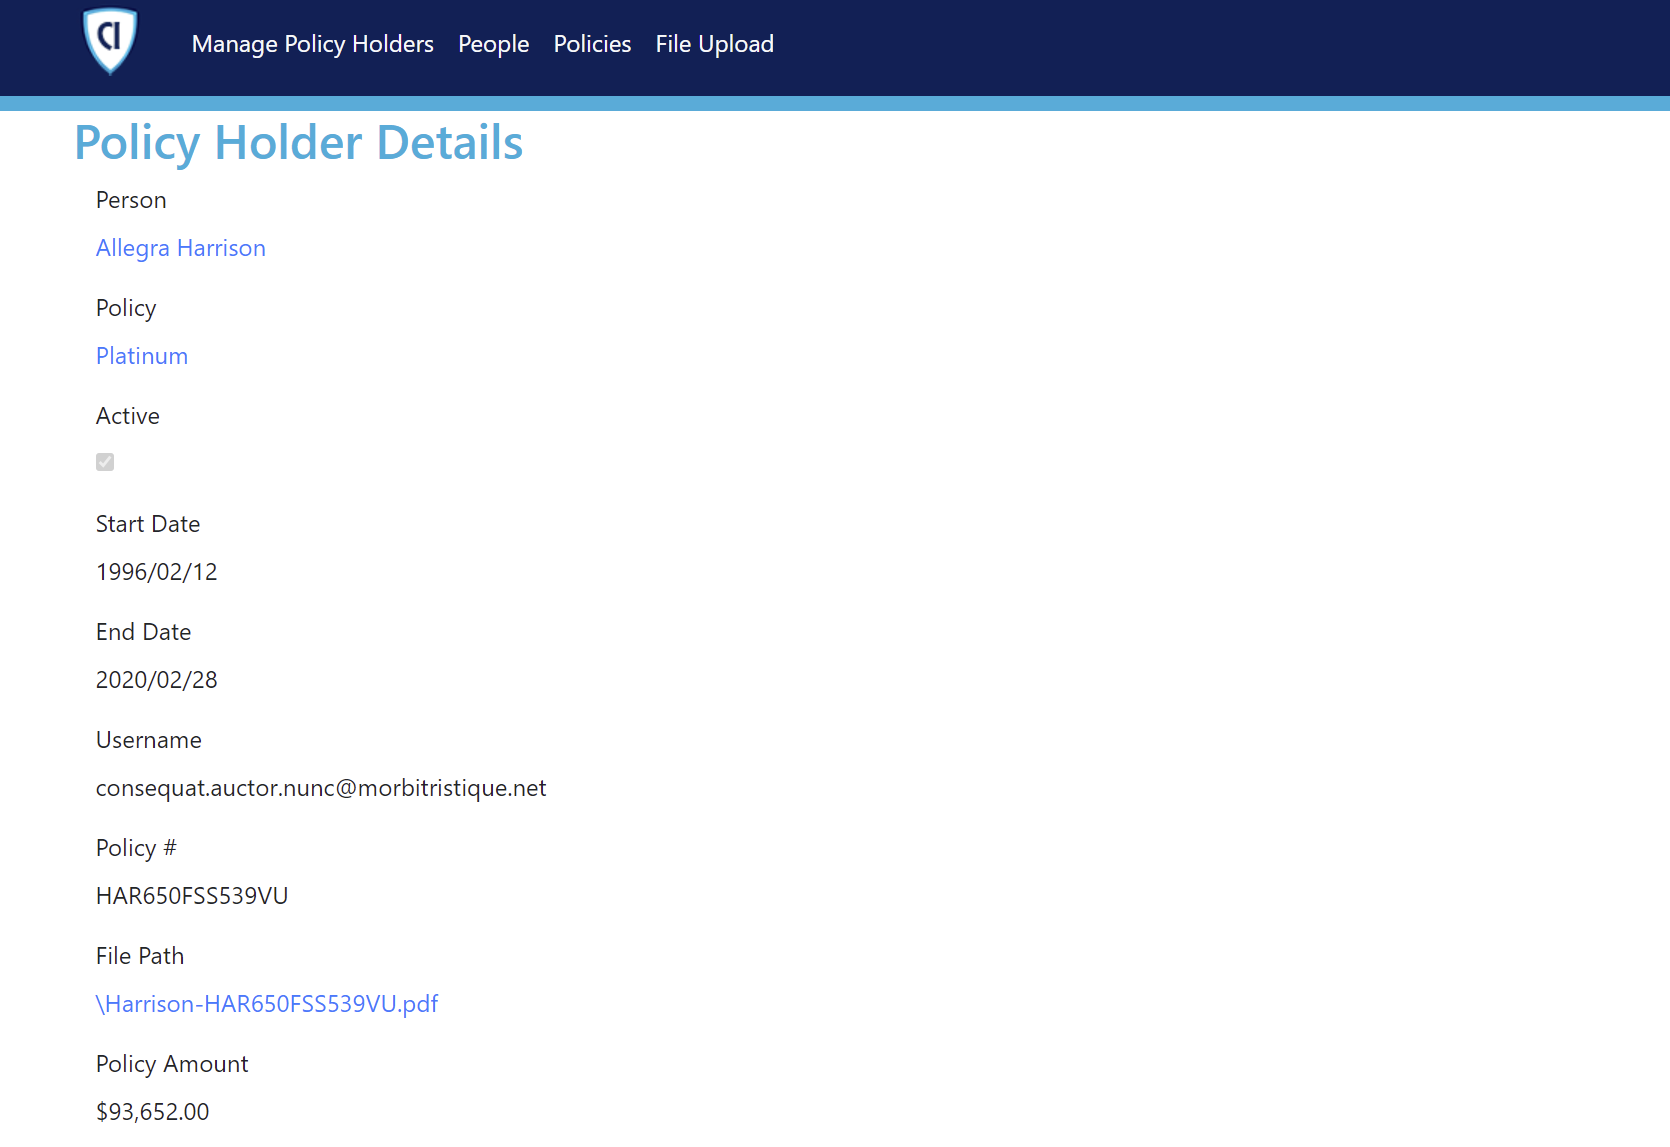 CI
Manage Policy Holders People Policies File Upload
Policy Holder Details
Person
Allegra Harrison
Policy
Platinum
Active
Start Date
1996/02/12
End Date
2020/02/28
Username
consequat.auctor.nunc@morbitristique.net
Policy #
HAR650FSS539VU
File Path
\Harrison-HAR650FSS539VU.pdf
Policy Amount
$93,652.00